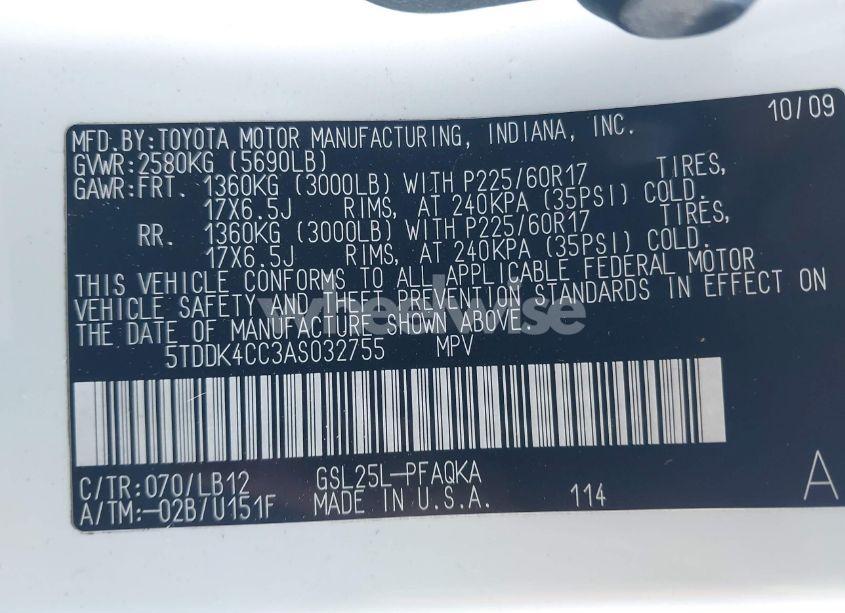 10/09
MFD.BY:TOYOTA MOTOR MANUFACTURING, INDIANA, INC.
GVWR:2580KG (5690LB)
GAWR:FRT. 1360KG (3000LB) WITH P225/60R17 TIRES,
17X6.5J RIMS, AT 240KPA (35PSI) COLD.
RR. 1360KG (3000LB) WITH P225/60R17 TIRES,
17X6.5J RIMS, AT 240KPA (35PSI) COLD.
THIS VEHICLE CONFORMS TO ALL APPLICABLE FEDERAL MOTOR
VEHICLE SAFETY AND THEFT PREVENTION STANDARDS IN EFFECT ON
THE DATE OF MANUFACTURE SHOWN ABOVE.
wheelwise
5TDDK4CC3AS032755 MPV
C/TR:070/LB12 GSL25L-PFAQKA
A/TM:-02B/U151F MADE IN U.S.A. 114 A